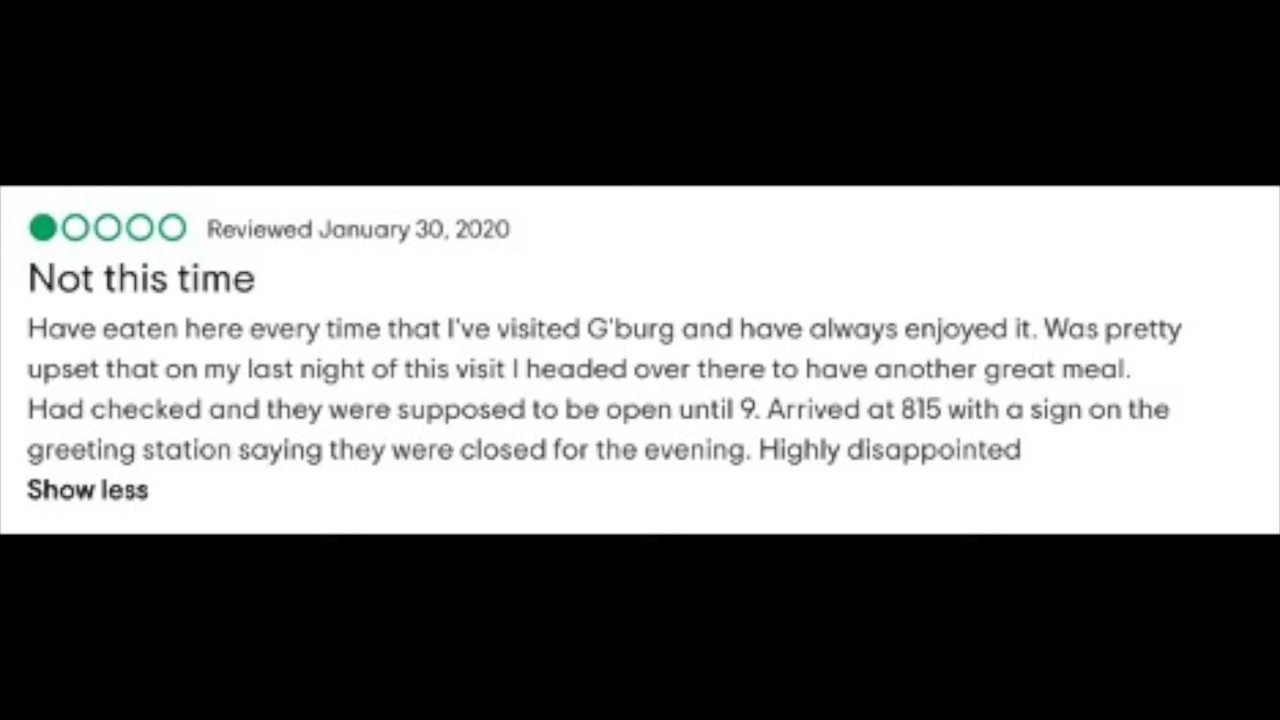 Reviewed January 30, 2020
Not this time
Have eaten here every time that I've visited G'burg and have always enjoyed it. Was pretty
upset that on my last night of this visit I headed over there to have another great meal.
Had checked and they were supposed to be open until 9. Arrived at 815 with a sign on the
greeting station saying they were closed for the evening. Highly disappointed
Show less